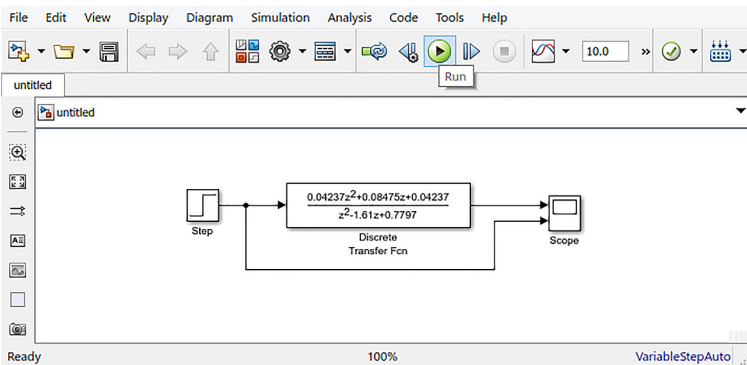 File Edit View Display Diagram Simulation Analysis Code Tools Help
10.0 »
Run
untitled
untitled
0.04237z²+0.08475z+0.04237
z²-1.61z+0.7797
Step
Discrete
Transfer Fcn
Scope
Ready 100% VariableStepAuto